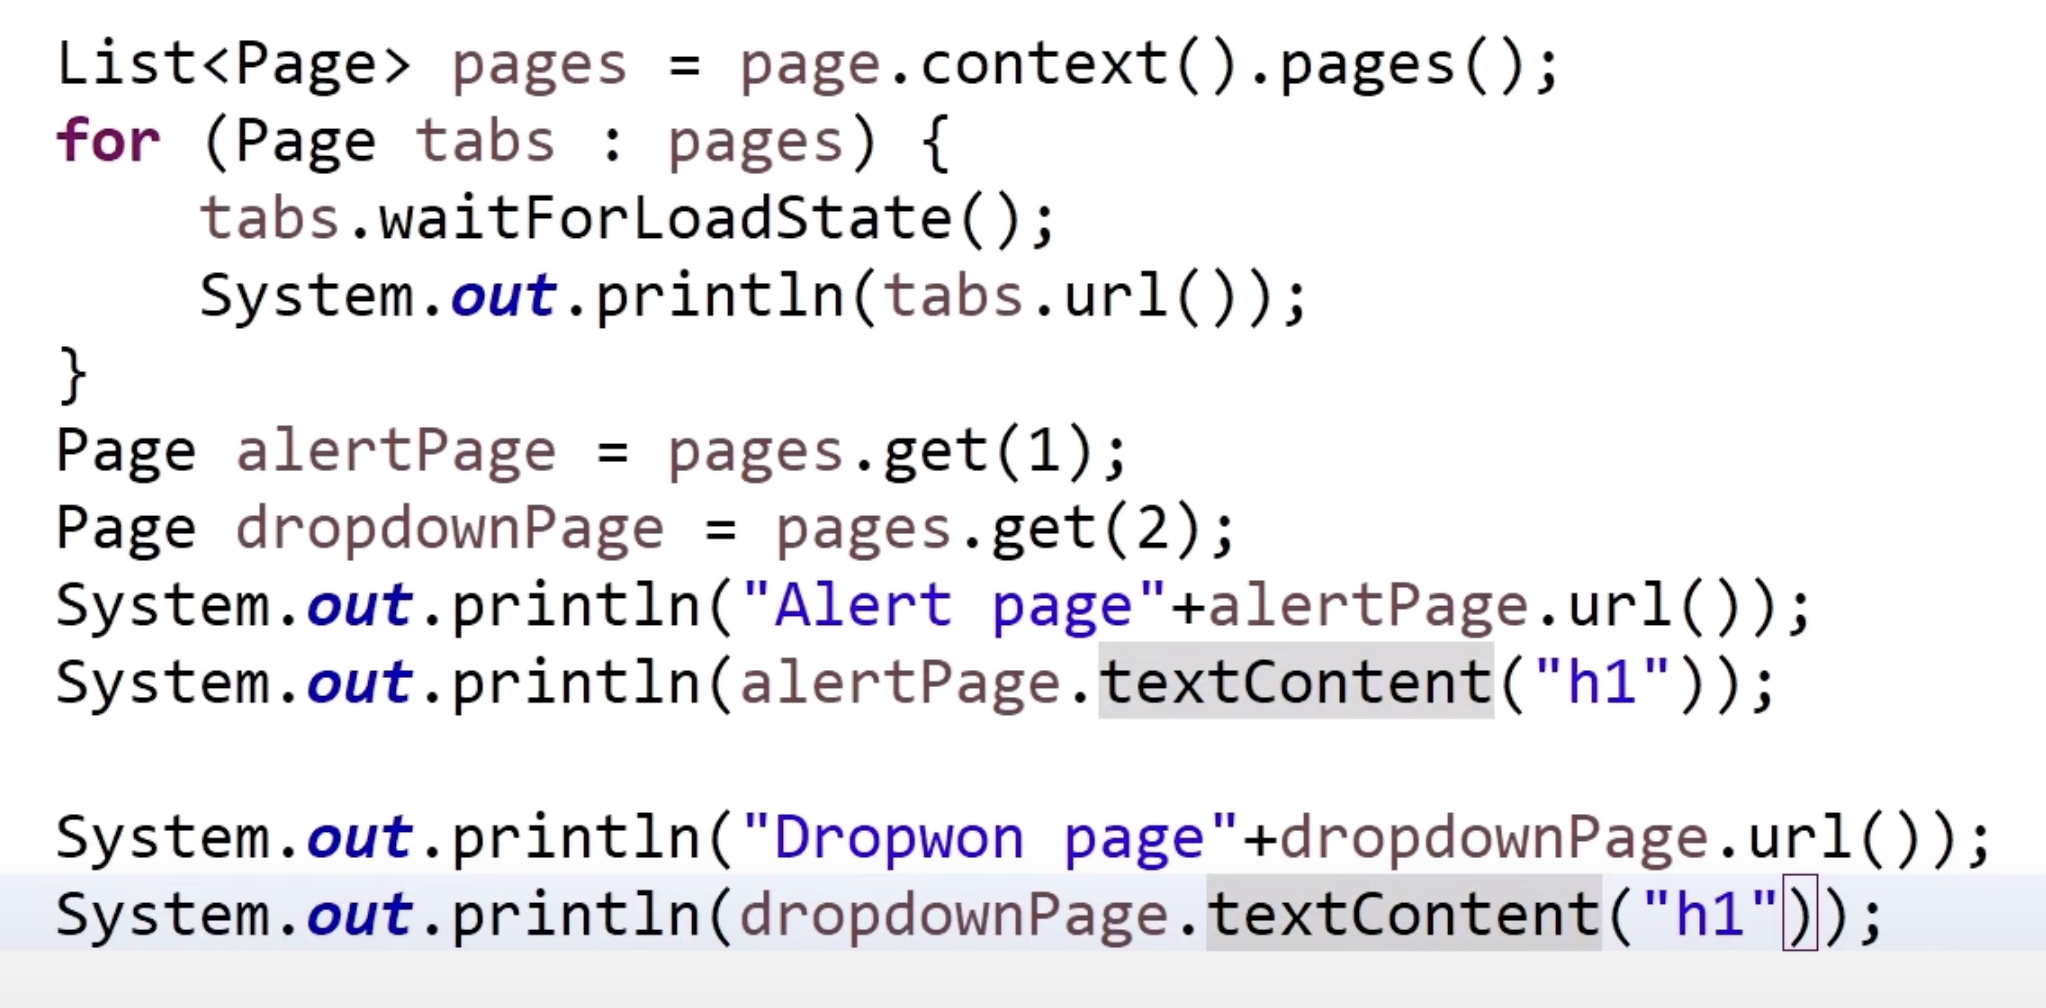 List<Page> pages = page.context().pages();
for (Page tabs : pages) {
    tabs.waitForLoadState();
    System.out.println(tabs.url());
}
Page alertPage = pages.get(1);
Page dropdownPage = pages.get(2);
System.out.println("Alert page"+alertPage.url());
System.out.println(alertPage.textContent("h1"));
System.out.println("Dropwon page"+dropdownPage.url());
System.out.println(dropdownPage.textContent("h1"));